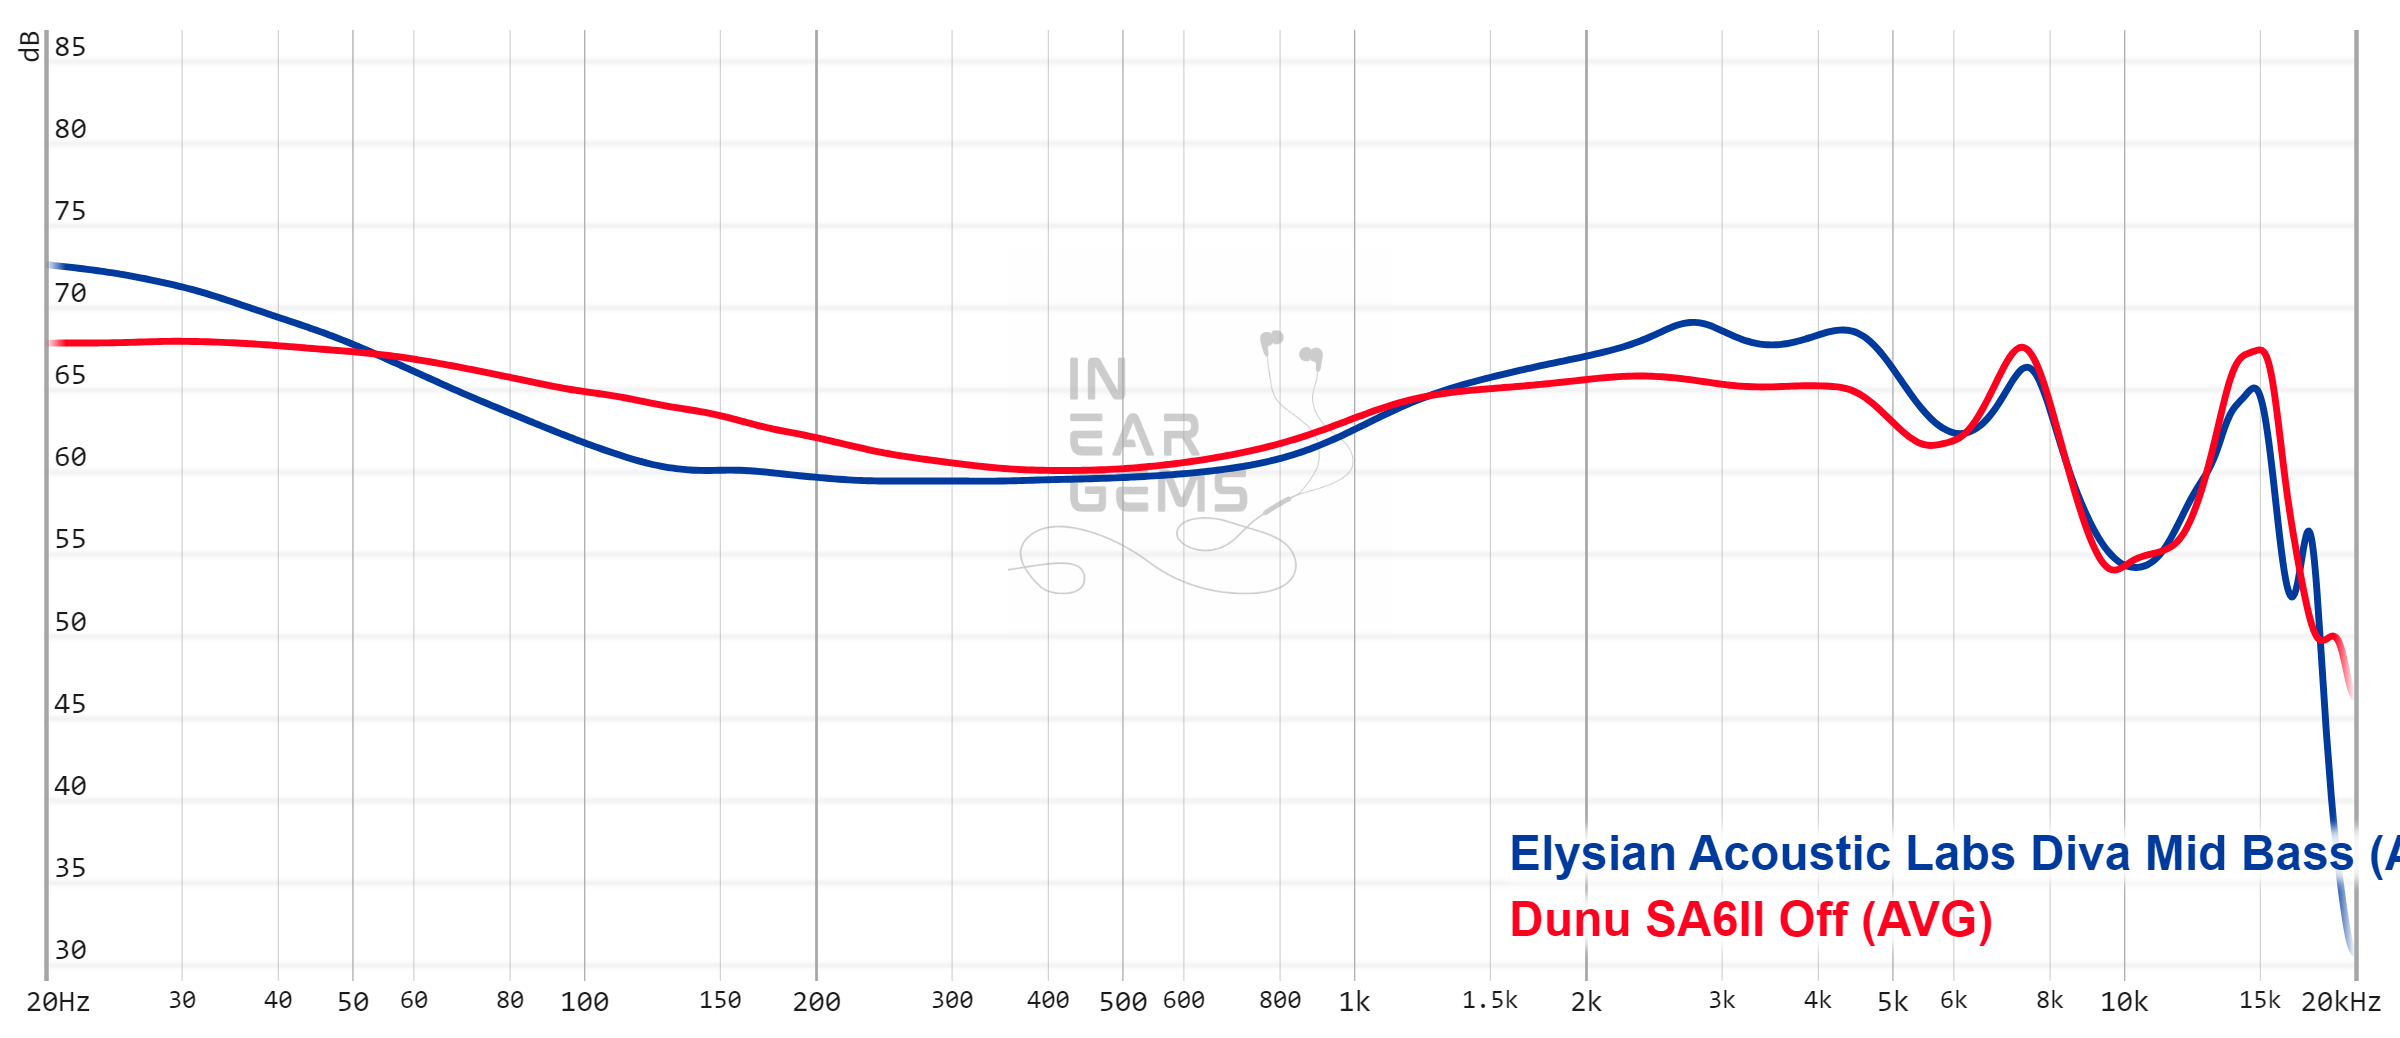 dB
85
80
75
70
65
60
55
50
45
40
35
30
IN
EAR
GEMS
Elysian Acoustic Labs Diva Mid Bass (A
Dunu SA6II Off (AVG)
20Hz 30 40 50 60 80 100 150 200 300 400 500 600 800 1k 1.5k 2k 3k 4k 5k 6k 8k 10k 15k 20kHz